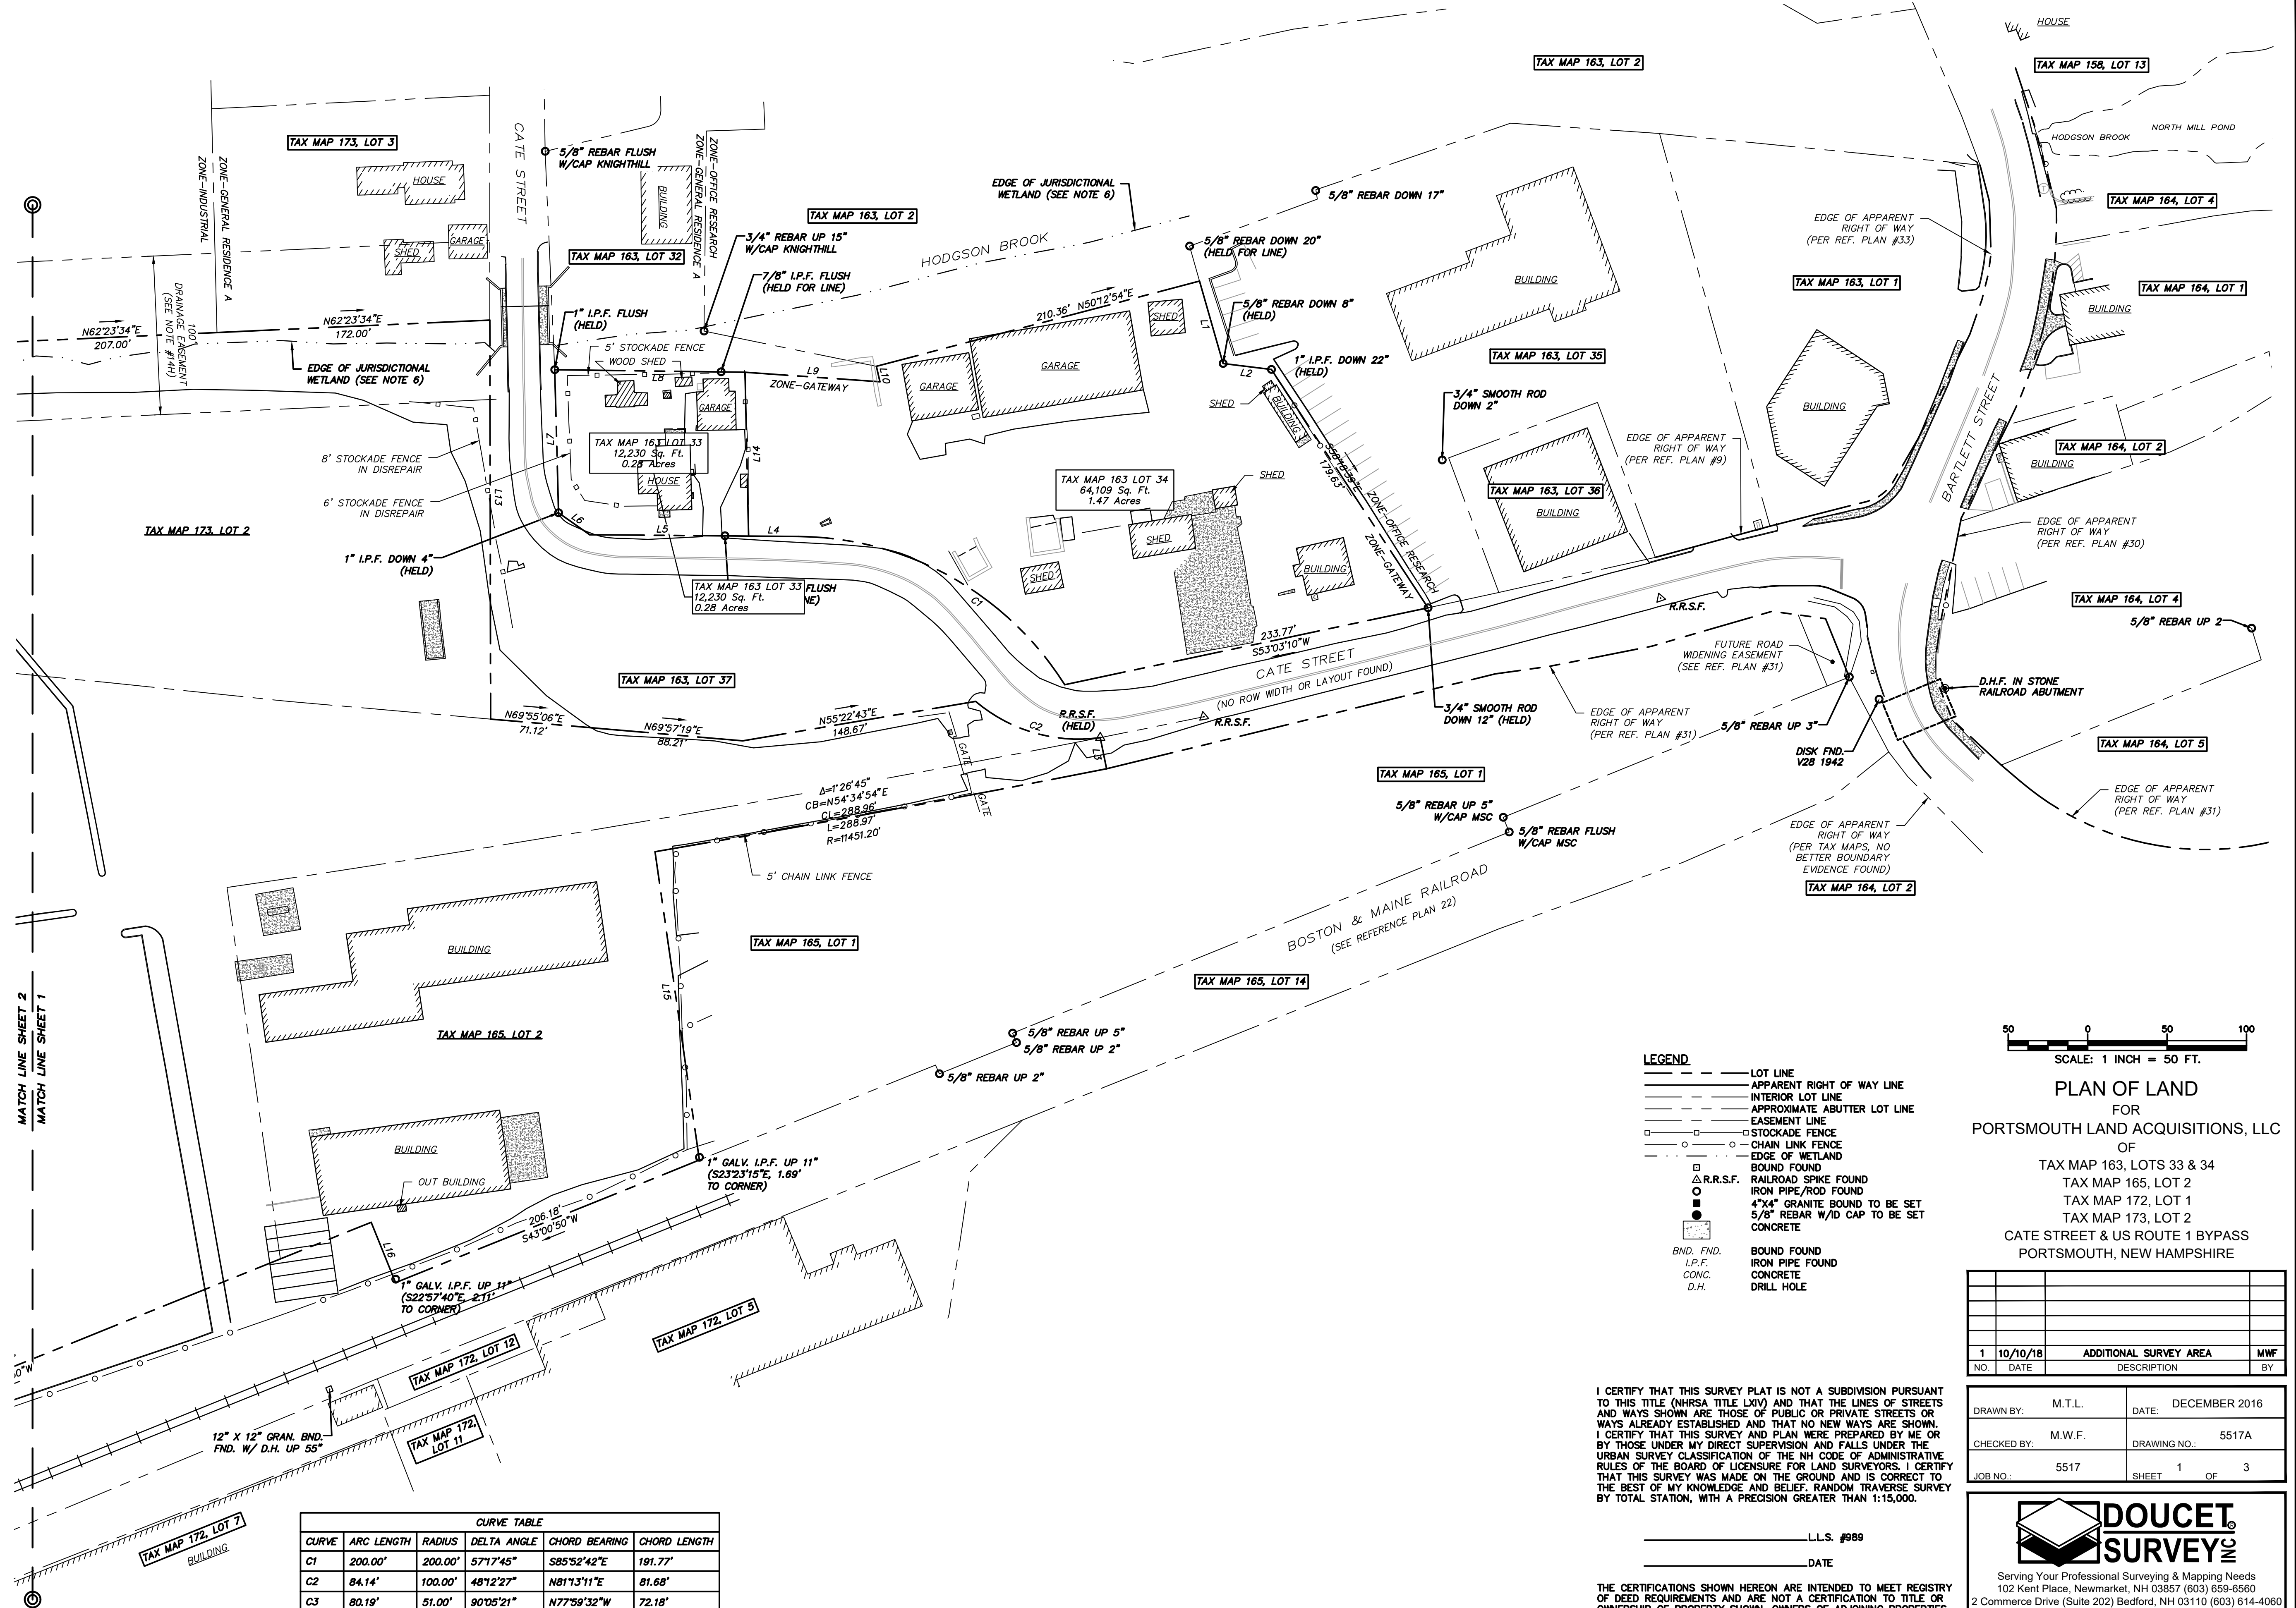 HOUSE
TAX MAP 163, LOT 2
TAX MAP 158, LOT 13
HODGSON BROOK
NORTH MILL POND
TAX MAP 173, LOT 3
HOUSE
SHED
GARAGE
ZONE-INDUSTRIAL
ZONE-GENERAL RESIDENCE A
CATE STREET
5/8" REBAR FLUSH
W/CAP KNIGHTHILL
BUILDING
ZONE-OFFICE RESEARCH
ZONE-GENERAL RESIDENCE A
TAX MAP 163, LOT 2
TAX MAP 163, LOT 32
3/4" REBAR UP 15"
W/CAP KNIGHTHILL
7/8" I.P.F. FLUSH
(HELD FOR LINE)
HODGSON BROOK
EDGE OF JURISDICTIONAL
WETLAND (SEE NOTE 6)
5/8" REBAR DOWN 17"
5/8" REBAR DOWN 20"
(HELD FOR LINE)
BUILDING
EDGE OF APPARENT
RIGHT OF WAY
(PER REF. PLAN #33)
TAX MAP 164, LOT 4
TAX MAP 163, LOT 1
TAX MAP 164, LOT 1
BUILDING
100'
DRAINAGE EASEMENT
(SEE NOTE #14H)
N62°23'34"E
207.00'
N62°23'34"E
172.00'
EDGE OF JURISDICTIONAL
WETLAND (SEE NOTE 6)
1" I.P.F. FLUSH
(HELD)
5' STOCKADE FENCE
WOOD SHED
L8
L9
ZONE-GATEWAY
L10
210.36' N50°12'54"E
SHED
GARAGE
GARAGE
L1
5/8" REBAR DOWN 8"
(HELD)
L2
1" I.P.F. DOWN 22"
(HELD)
TAX MAP 163, LOT 35
SHED
BUILDING
3/4" SMOOTH ROD
DOWN 2"
BUILDING
BARTLETT STREET
EDGE OF APPARENT
RIGHT OF WAY
(PER REF. PLAN #9)
TAX MAP 164, LOT 2
BUILDING
8' STOCKADE FENCE
IN DISREPAIR
6' STOCKADE FENCE
IN DISREPAIR
L13
L7
GARAGE
TAX MAP 163 LOT 33
12,230 Sq. Ft.
0.28 Acres
HOUSE
L14
L6
L5
L4
TAX MAP 173, LOT 2
1" I.P.F. DOWN 4"
(HELD)
TAX MAP 163 LOT 34
64,109 Sq. Ft.
1.47 Acres
SHED
SHED
SHED
BUILDING
179.63'
ZONE-OFFICE RESEARCH
ZONE-GATEWAY
TAX MAP 163, LOT 36
BUILDING
EDGE OF APPARENT
RIGHT OF WAY
(PER REF. PLAN #30)
TAX MAP 163 LOT 33
12,230 Sq. Ft.
0.28 Acres
FLUSH
NE)
C1
233.77'
S53°03'10"W
CATE STREET
(NO ROW WIDTH OR LAYOUT FOUND)
R.R.S.F.
TAX MAP 164, LOT 4
5/8" REBAR UP 2
FUTURE ROAD
WIDENING EASEMENT
(SEE REF. PLAN #31)
D.H.F. IN STONE
RAILROAD ABUTMENT
TAX MAP 163, LOT 37
N69°55'06"E
71.12'
N69°57'19"E
88.21'
N55°22'43"E
148.67'
C2
R.R.S.F.
(HELD)
R.R.S.F.
L3
GATE
GATE
3/4" SMOOTH ROD
DOWN 12" (HELD)
EDGE OF APPARENT
RIGHT OF WAY
(PER REF. PLAN #31)
5/8" REBAR UP 3"
DISK FND.
V28 1942
TAX MAP 164, LOT 5
Δ=1°26'45"
CB=N54°34'54"E
CL=288.96'
L=288.97'
R=11451.20'
5' CHAIN LINK FENCE
TAX MAP 165, LOT 1
5/8" REBAR UP 5"
W/CAP MSC
5/8" REBAR FLUSH
W/CAP MSC
EDGE OF APPARENT
RIGHT OF WAY
(PER REF. PLAN #31)
EDGE OF APPARENT
RIGHT OF WAY
(PER TAX MAPS, NO
BETTER BOUNDARY
EVIDENCE FOUND)
TAX MAP 164, LOT 2
BUILDING
TAX MAP 165, LOT 1
L15
BOSTON & MAINE RAILROAD
(SEE REFERENCE PLAN 22)
TAX MAP 165, LOT 14
MATCH LINE SHEET 2
MATCH LINE SHEET 1
TAX MAP 165. LOT 2
5/8" REBAR UP 5"
5/8" REBAR UP 2"
5/8" REBAR UP 2"
BUILDING
OUT BUILDING
1" GALV. I.P.F. UP 11"
(S23°23'15"E, 1.69'
TO CORNER)
206.18'
S43°00'50"W
L16
1" GALV. I.P.F. UP 11"
(S22°57'40"E, 2.11'
TO CORNER)
TAX MAP 172, LOT 5
TAX MAP 172, LOT 12
TAX MAP 172,
LOT 11
12" X 12" GRAN. BND.
FND. W/ D.H. UP 55"
TAX MAP 172, LOT 7
BUILDING
50 0 50 100
SCALE: 1 INCH = 50 FT.
LEGEND
LOT LINE
APPARENT RIGHT OF WAY LINE
INTERIOR LOT LINE
APPROXIMATE ABUTTER LOT LINE
EASEMENT LINE
STOCKADE FENCE
CHAIN LINK FENCE
EDGE OF WETLAND
BOUND FOUND
R.R.S.F. RAILROAD SPIKE FOUND
IRON PIPE/ROD FOUND
4"X4" GRANITE BOUND TO BE SET
5/8" REBAR W/ID CAP TO BE SET
CONCRETE
BND. FND. BOUND FOUND
I.P.F. IRON PIPE FOUND
CONC. CONCRETE
D.H. DRILL HOLE
PLAN OF LAND
FOR
PORTSMOUTH LAND ACQUISITIONS, LLC
OF
TAX MAP 163, LOTS 33 & 34
TAX MAP 165, LOT 2
TAX MAP 172, LOT 1
TAX MAP 173, LOT 2
CATE STREET & US ROUTE 1 BYPASS
PORTSMOUTH, NEW HAMPSHIRE
1 10/10/18 ADDITIONAL SURVEY AREA MWF
NO. DATE DESCRIPTION BY
DRAWN BY: M.T.L. DATE: DECEMBER 2016
CHECKED BY: M.W.F. DRAWING NO.: 5517A
JOB NO.: 5517 SHEET 1 OF 3
DOUCET
SURVEY INC
Serving Your Professional Surveying & Mapping Needs
102 Kent Place, Newmarket, NH 03857 (603) 659-6560
2 Commerce Drive (Suite 202) Bedford, NH 03110 (603) 614-4060
I CERTIFY THAT THIS SURVEY PLAT IS NOT A SUBDIVISION PURSUANT
TO THIS TITLE (NHRSA TITLE LXIV) AND THAT THE LINES OF STREETS
AND WAYS SHOWN ARE THOSE OF PUBLIC OR PRIVATE STREETS OR
WAYS ALREADY ESTABLISHED AND THAT NO NEW WAYS ARE SHOWN.
I CERTIFY THAT THIS SURVEY AND PLAN WERE PREPARED BY ME OR
BY THOSE UNDER MY DIRECT SUPERVISION AND FALLS UNDER THE
URBAN SURVEY CLASSIFICATION OF THE NH CODE OF ADMINISTRATIVE
RULES OF THE BOARD OF LICENSURE FOR LAND SURVEYORS. I CERTIFY
THAT THIS SURVEY WAS MADE ON THE GROUND AND IS CORRECT TO
THE BEST OF MY KNOWLEDGE AND BELIEF. RANDOM TRAVERSE SURVEY
BY TOTAL STATION, WITH A PRECISION GREATER THAN 1:15,000.
L.L.S. #989
DATE
THE CERTIFICATIONS SHOWN HEREON ARE INTENDED TO MEET REGISTRY
OF DEED REQUIREMENTS AND ARE NOT A CERTIFICATION TO TITLE OR
OWNERSHIP OF PROPERTY SHOWN. OWNERS OF ADJOINING PROPERTIES
CURVE TABLE
CURVE ARC LENGTH RADIUS DELTA ANGLE CHORD BEARING CHORD LENGTH
C1 200.00' 200.00' 57°17'45" S85°52'42"E 191.77'
C2 84.14' 100.00' 48°12'27" N81°13'11"E 81.68'
C3 80.19' 51.00' 90°05'21" N77°59'32"W 72.18'